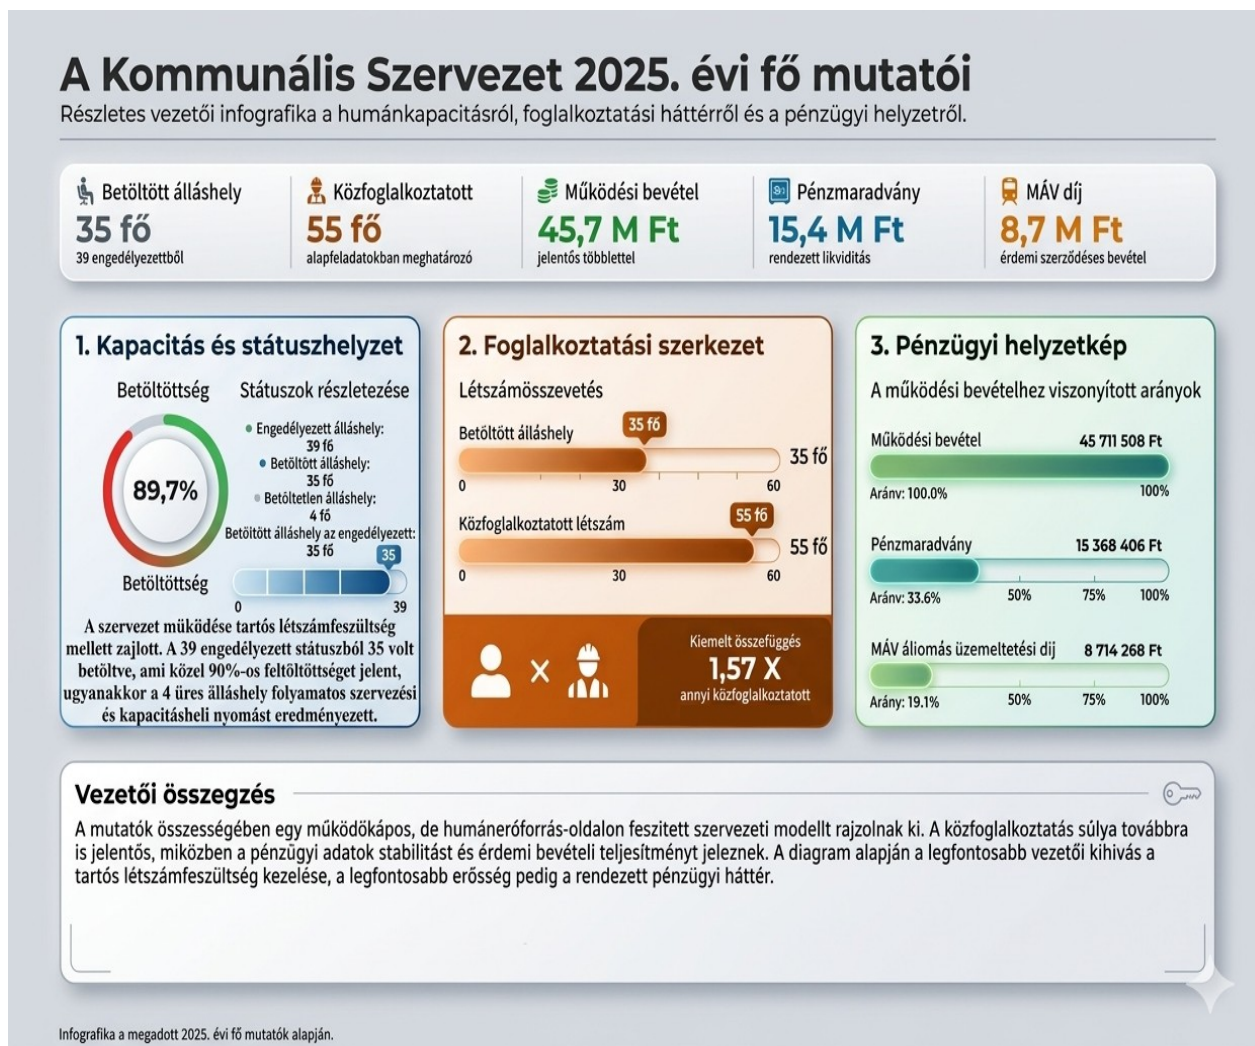 A Kommunális Szervezet 2025. évi fő mutatói
Részletes vezetői infografika a humánkapacitásról, foglalkoztatási háttérről és a pénzügyi helyzetről.
Betöltött álláshely
35 fő
39 engedélyezettből
Közfoglalkoztatott
55 fő
alapfeladatokban meghatározó
Működési bevétel
45,7 M Ft
jelentős többlettel
Pénzmaradvány
15,4 M Ft
rendezett likviditás
MÁV díj
8,7 M Ft
érdemi szerződéses bevétel
1. Kapacitás és státuszhelyzet
Betöltöttség
89,7%
Betöltöttség
Státuszok részletezése
Engedélyezett álláshely:
39 fő
Betöltött álláshely:
35 fő
Betöltetlen álláshely:
4 fő
Betöltött álláshely az engedélyezett:
35 fő
35
0 39
A szervezet müködése tartós létszámfeszültség
mellett zajlott. A 39 engedélyezett státuszból 35 volt
betöltve, ami közel 90%-os feltöltöttséget jelent,
ugyanakkor a 4 üres älláshely folyamatos szervezési
és kapacitásheli nyomást eredményezett.
2. Foglalkoztatási szerkezet
Létszámösszevetés
Betöltött álláshely
35 fő
35 fő
0 30 60
Közfoglalkoztatott létszám
55 fő
55 fő
0 30 60
Kiemelt összefüggés
1,57 X
annyi közfoglalkoztatott
3. Pénzügyi helyzetkép
A működési bevételhez viszonyított arányok
Működési bevétel 45 711 508 Ft
Aránv: 100.0% 100%
Pénzmaradvány 15 368 406 Ft
Aránv: 33.6% 50% 75% 100%
MÁV áliomás üzemeltetési dij 8 714 268 Ft
Arány: 19.1% 50% 75% 100%
Vezetői összegzés
A mutatók összességében egy működőkápos, de humánerőforrás-oldalon feszitett szervezeti modellt rajzolnak ki. A közfoglalkoztatás súlya továbbra
is jelentős, miközben a pénzügyi adatok stabilitást és érdemi bevételi teljesítményt jeleznek. A diagram alapján a legfontosabb vezetői kihivás a
tartós létszámfeszültség kezelése, a legfontosabb erősség pedig a rendezett pénzügyi háttér.
Infografika a megadott 2025. évi fő mutatók alapján.